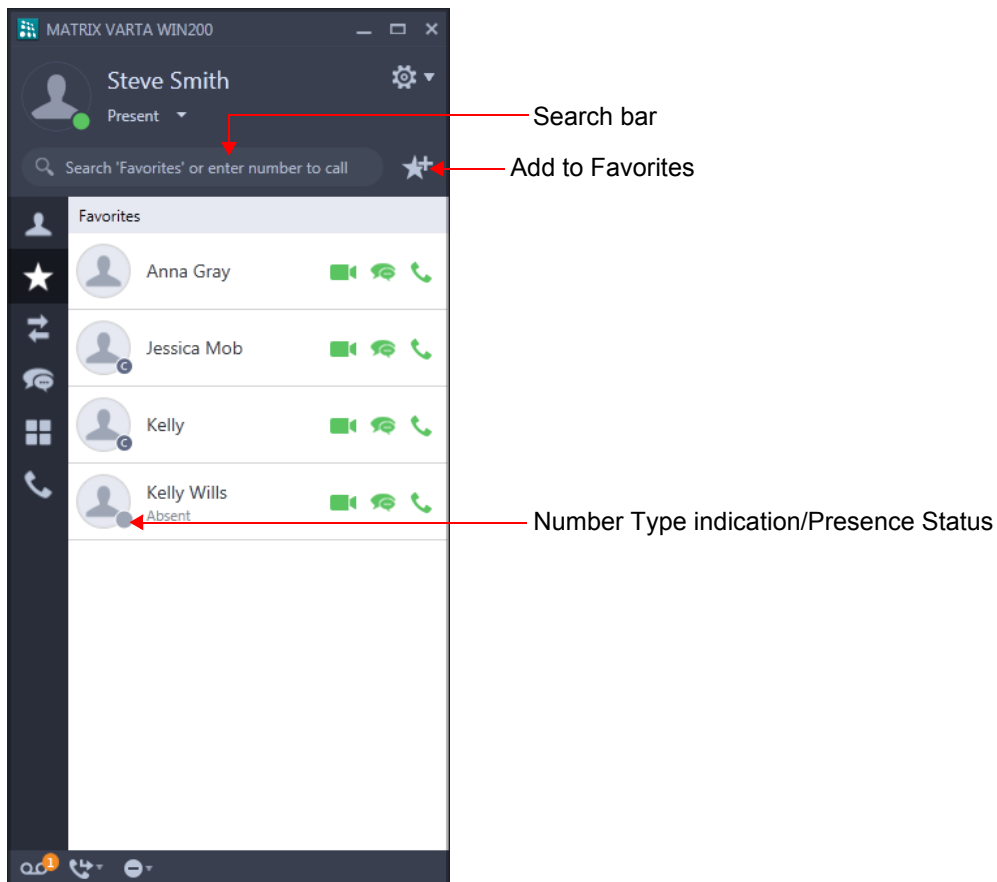 MATRIX VARTA WIN200
Steve Smith
Present
Search bar
Search 'Favorites' or enter number to call
Add to Favorites
Favorites
Anna Gray
Jessica Mob
C
Kelly
C
Kelly Wills
Absent
Number Type indication/Presence Status
1